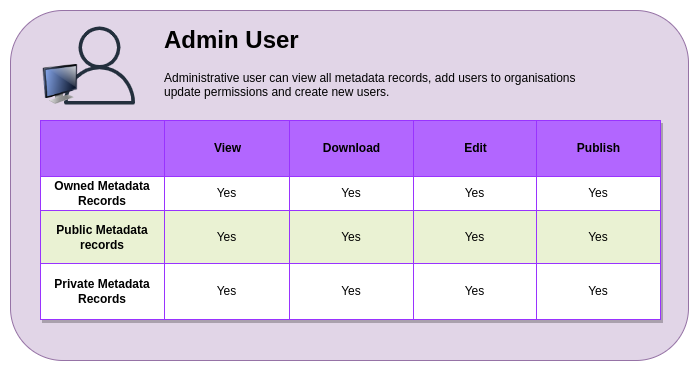 Admin User
Administrative user can view all metadata records, add users to organisations
update permissions and create new users.
View Download Edit Publish
Owned Metadata
Records
Yes Yes Yes Yes
Public Metadata
records
Yes Yes Yes Yes
Private Metadata
Records
Yes Yes Yes Yes